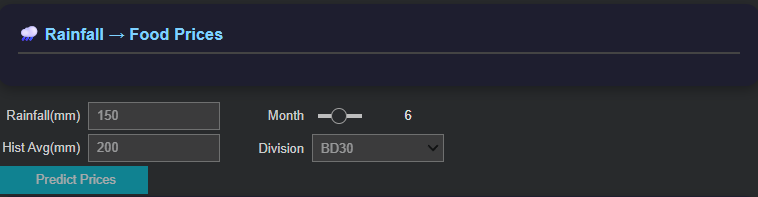 Rainfall → Food Prices
Rainfall(mm) 150 Month 6
Hist Avg(mm) 200 Division BD30
Predict Prices